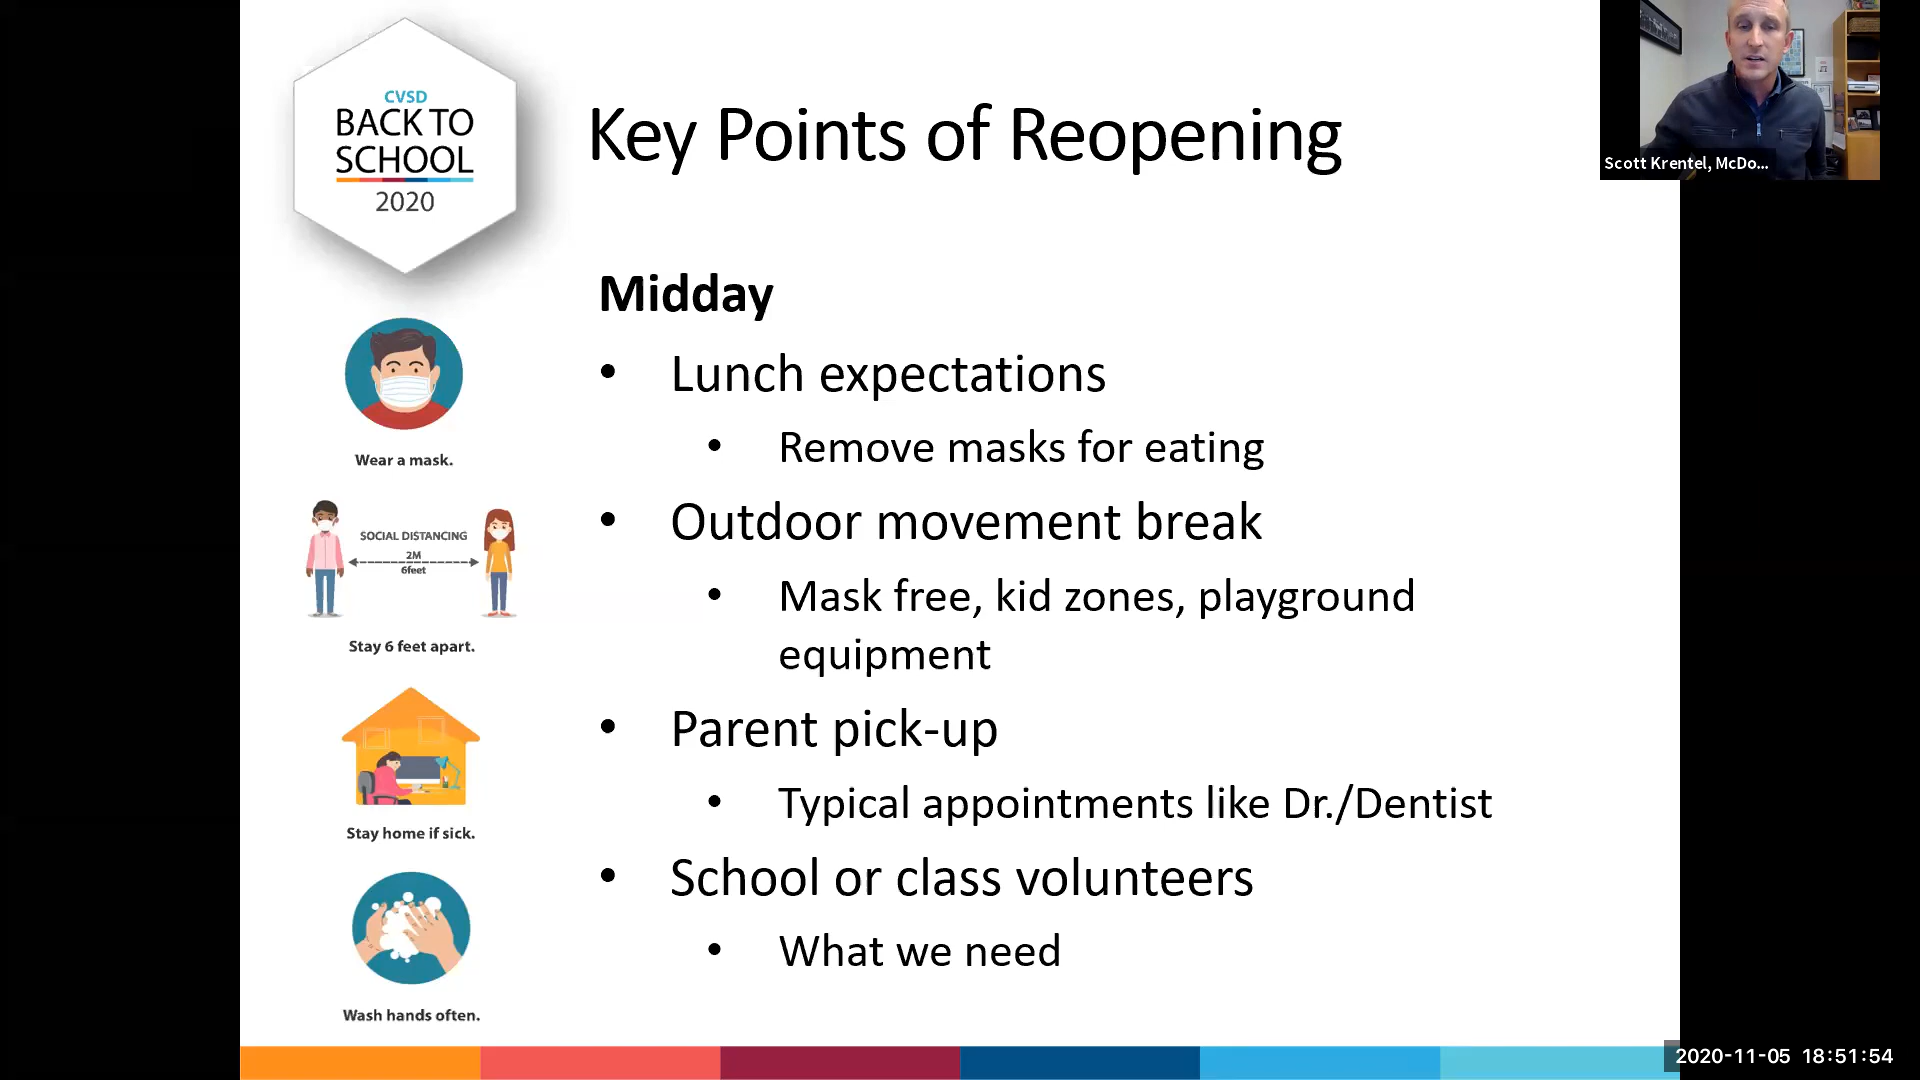 CVSD
BACK TO
SCHOOL
2020
Key Points of Reopening
Scott Krentel, McDo...
Midday
• Lunch expectations
• Remove masks for eating
• Outdoor movement break
• Mask free, kid zones, playground
equipment
• Parent pick-up
• Typical appointments like Dr./Dentist
• School or class volunteers
• What we need
Wear a mask.
SOCIAL DISTANCING
2M
6feet
Stay 6 feet apart.
Stay home if sick.
Wash hands often.
2020-11-05 18:51:54